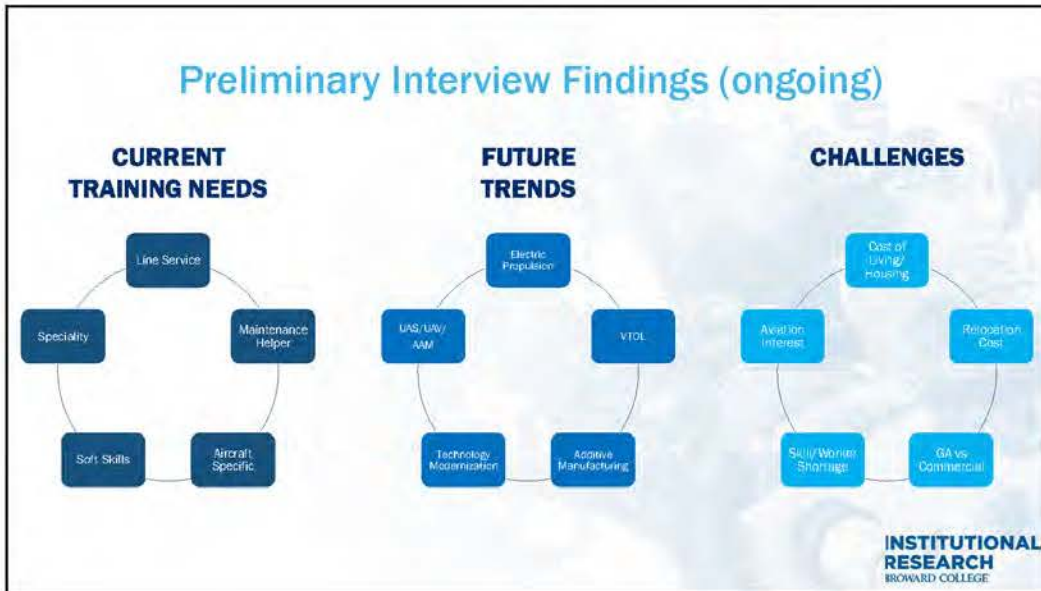 Preliminary Interview Findings (ongoing)
CURRENT
TRAINING NEEDS
Line Service
Maintenance
Helper
Aircraft
Specific
Soft Skills
Speciality
FUTURE
TRENDS
Electric
Propulsion
VTOL
Additive
Manufacturing
Technology
Modernization
UAS/UAV/
AAM
CHALLENGES
Cost of
Living/
Housing
Relocation
Cost
GA vs
Commercial
Skill/Worker
Shortage
Aviation
Interest
INSTITUTIONAL
RESEARCH
BROWARD COLLEGE